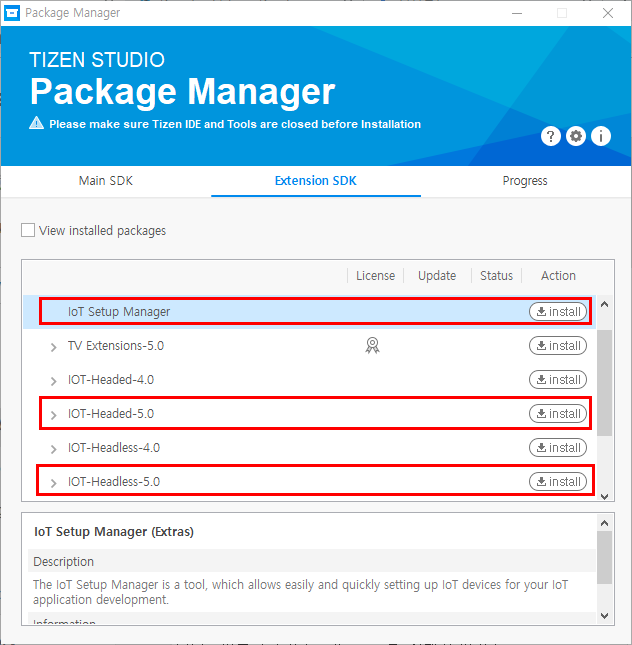 Package Manager
TIZEN STUDIO
Package Manager
Please make sure Tizen IDE and Tools are closed before Installation
Main SDK
Extension SDK
Progress
View installed packages
License Update Status Action
IoT Setup Manager install
TV Extensions-5.0 install
IOT-Headed-4.0 install
IOT-Headed-5.0 install
IOT-Headless-4.0 install
IOT-Headless-5.0 install
IoT Setup Manager (Extras)
Description
The IoT Setup Manager is a tool, which allows easily and quickly setting up IoT devices for your IoT
application development.
Information